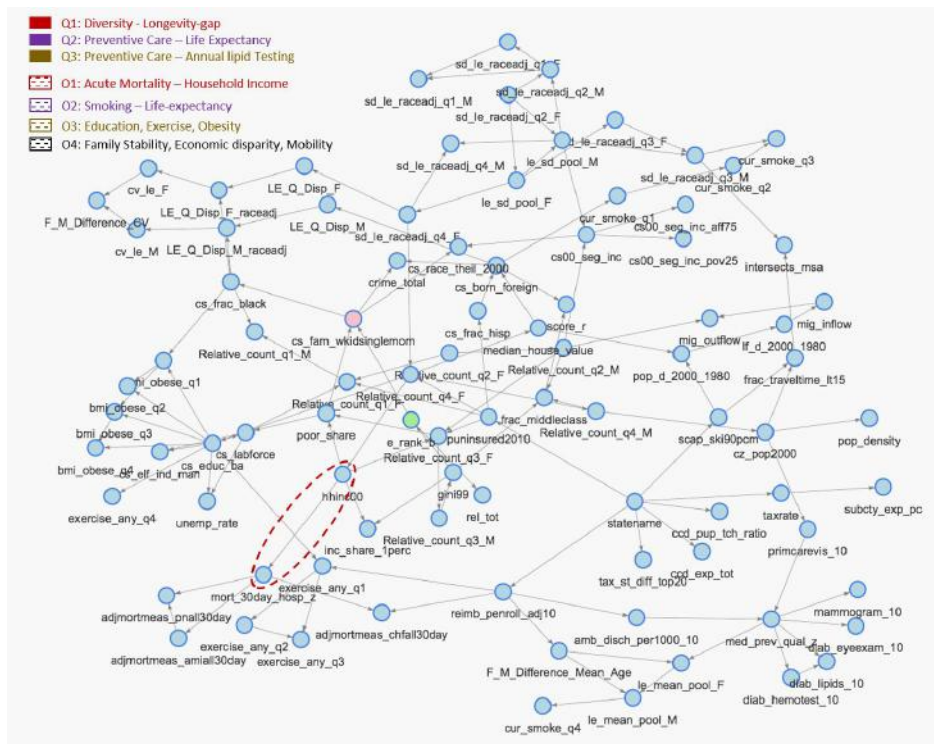 Q1: Diversity - Longevity-gap
Q2: Preventive Care – Life Expectancy
Q3: Preventive Care – Annual lipid Testing
O1: Acute Mortality – Household Income
O2: Smoking – Life-expectancy
O3: Education, Exercise, Obesity
O4: Family Stability, Economic disparity, Mobility
sd_le_raceadj_q1_F
sd_le_raceadj_q1_M
sd_le_raceadj_q2_M
sd_le_raceadj_q2_F
sd_le_raceadj_q4_M
le_sd_pool_M
d_le_raceadj_q3_F
cur_smoke_q3
sd_le_raceadj_q3_M
cur_smoke_q2
cv_le_F
LE_Q_Disp_F
le_sd_pool_F
F_M_Difference_CV
LE_Q_Disp_F_raceadj
LE_Q_Disp_M
cur_smoke_q1
cs00_seg_inc_aff75
cv_le_M
LE_Q_Disp_M_raceadj
sd_le_raceadj_q4_F
cs00_seg_inc
cs00_seg_inc_pov25
intersects_msa
cs_race_theil_2000
crime_total
cs_born_foreign
cs_frac_black
cs_fam_wkidsinglemom
cs_frac_hisp
score_r
mig_inflow
mig_outflow
lf_d_2000_1980
Relative_count_q1_M
median_house_value
Relative_count_q2_F
Relative_count_q2_M
pop_d_2000_1980
frac_traveltime_lt15
bmi_obese_q2
Relative_count_q1_F
Relative_count_q4_F
frac_middleclass
Relative_count_q4_M
scap_ski90pcm
pop_density
bmi_obese_q3
poor_share
e_rank_b
puninsured2010
cz_pop2000
cs_labforce
Relative_count_q3_F
bmi_obese_q4
cs_elf_ind_man
cs_educ_ba
hhinc00
gini99
exercise_any_q4
unemp_rate
rel_tot
statename
taxrate
subcty_exp_pc
inc_share_1perc
Relative_count_q3_M
ccd_pup_tch_ratio
primcarevis_10
tax_st_diff_top20
ccd_exp_tot
exercise_any_q1
mort_30day_hosp_z
reimb_penroll_adj10
adjmortmeas_pnall30day
adjmortmeas_chfall30day
mammogram_10
exercise_any_q2
amb_disch_per1000_10
med_prev_qual_z
diab_eyeexam_10
adjmortmeas_amiall30day
exercise_any_q3
F_M_Difference_Mean_Age
le_mean_pool_F
diab_lipids_10
diab_hemotest_10
cur_smoke_q4
le_mean_pool_M